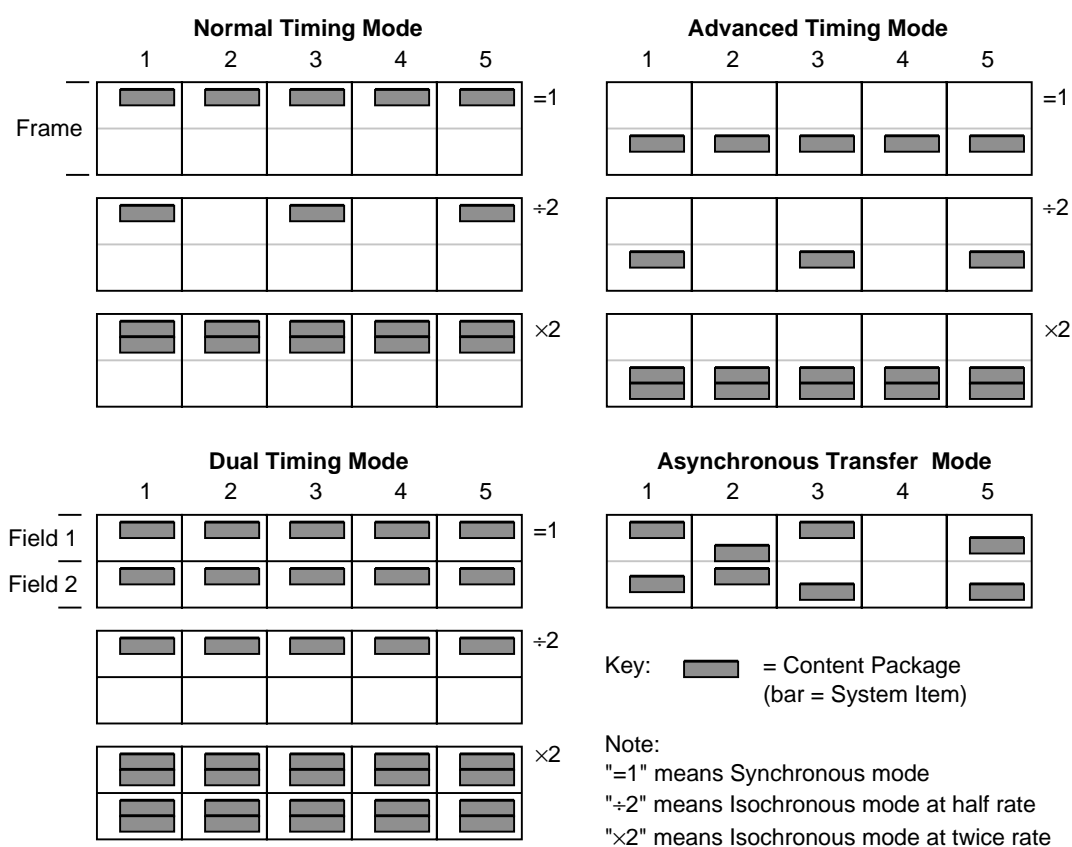 Normal Timing Mode
1 2 3 4 5
=1
Frame
÷2
×2
Advanced Timing Mode
1 2 3 4 5
=1
÷2
×2
Dual Timing Mode
1 2 3 4 5
Field 1
=1
Field 2
÷2
×2
Asynchronous Transfer Mode
1 2 3 4 5
Key:
= Content Package
(bar = System Item)
Note:
"=1" means Synchronous mode
"÷2" means Isochronous mode at half rate
"×2" means Isochronous mode at twice rate